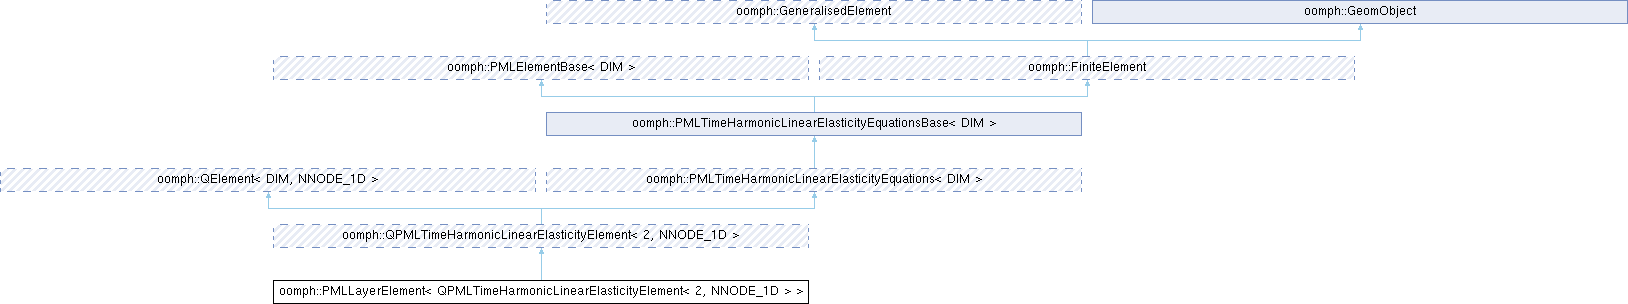 oomph::GeneralisedElement
oomph::GeomObject
oomph::PMLElementBase< DIM >
oomph::FiniteElement
oomph::PMLTimeHarmonicLinearElasticityEquationsBase< DIM >
oomph::QElement< DIM, NNODE_1D >
oomph::PMLTimeHarmonicLinearElasticityEquations< DIM >
oomph::QPMLTimeHarmonicLinearElasticityElement< 2, NNODE_1D >
oomph::PMLLayerElement< QPMLTimeHarmonicLinearElasticityElement< 2, NNODE_1D > >